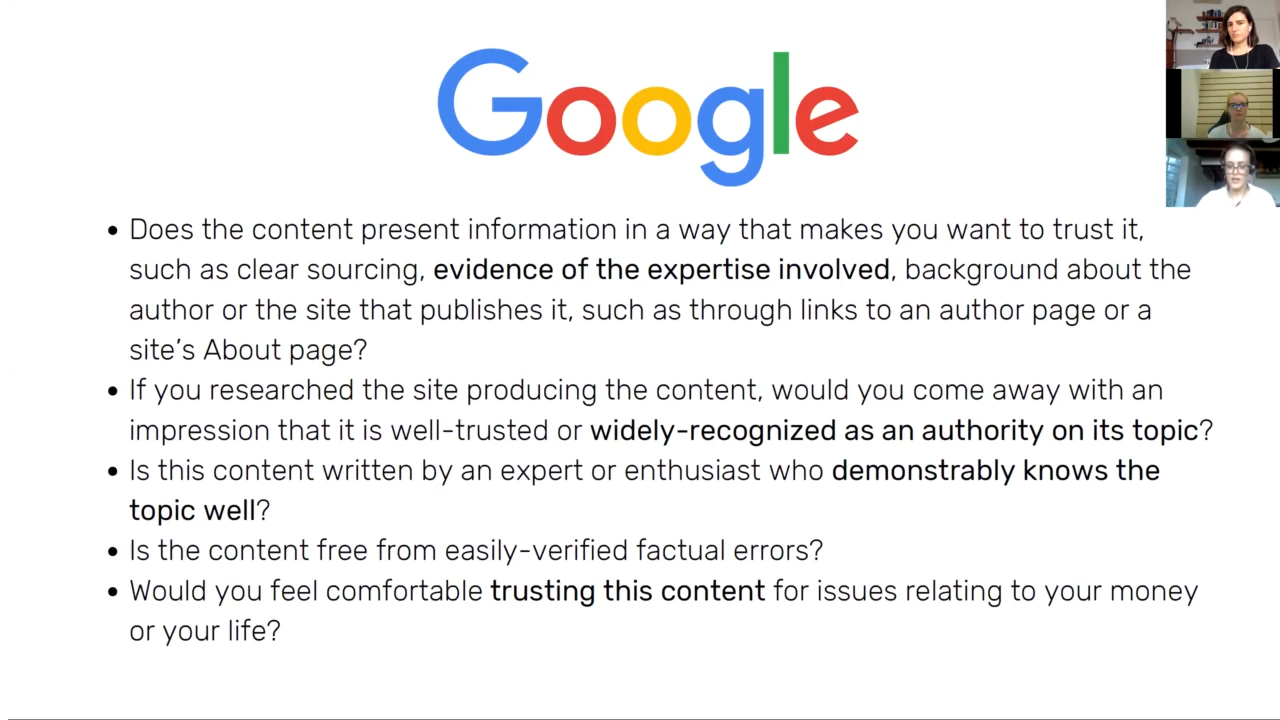 Google
• Does the content present information in a way that makes you want to trust it,
such as clear sourcing, evidence of the expertise involved, background about the
author or the site that publishes it, such as through links to an author page or a
site's About page?
• If you researched the site producing the content, would you come away with an
impression that it is well-trusted or widely-recognized as an authority on its topic?
• Is this content written by an expert or enthusiast who demonstrably knows the
topic well?
• Is the content free from easily-verified factual errors?
• Would you feel comfortable trusting this content for issues relating to your money
or your life?